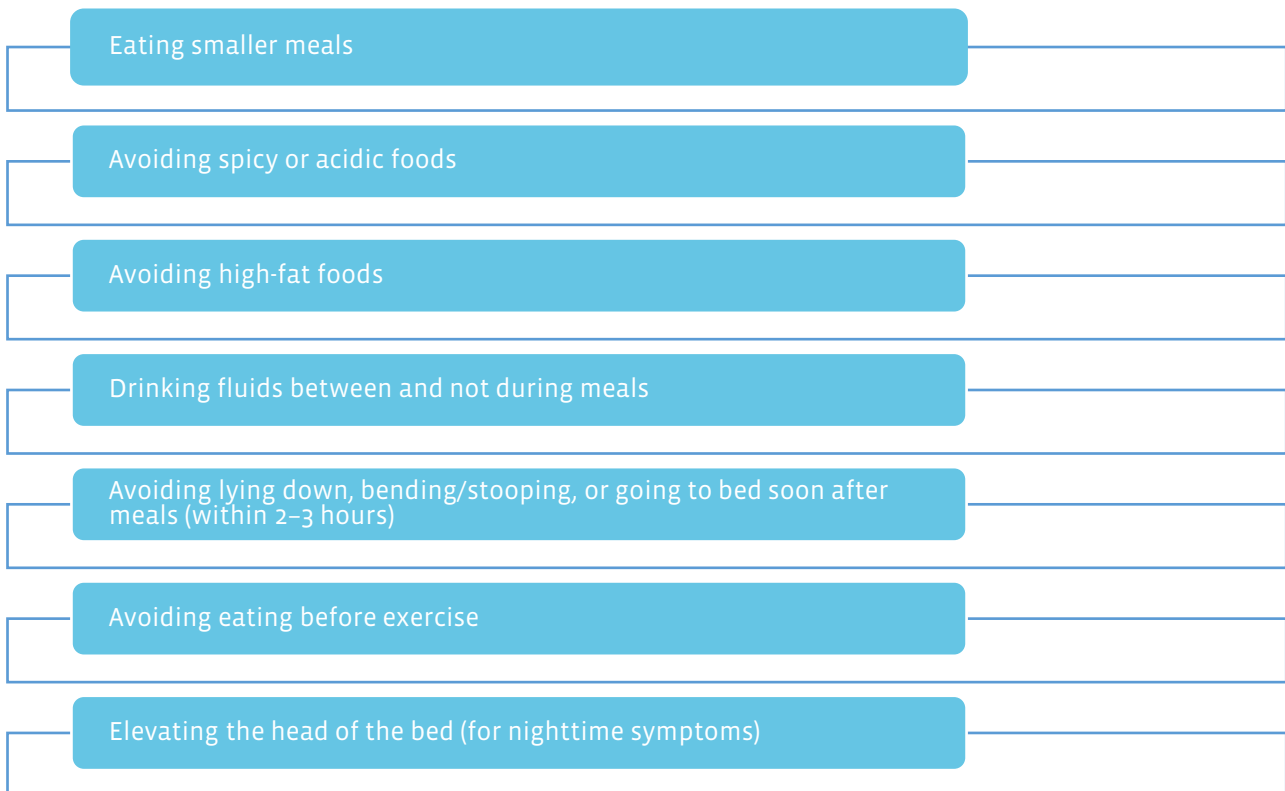 Eating smaller meals
Avoiding spicy or acidic foods
Avoiding high-fat foods
Drinking fluids between and not during meals
Avoiding lying down, bending/stooping, or going to bed soon after
meals (within 2–3 hours)
Avoiding eating before exercise
Elevating the head of the bed (for nighttime symptoms)